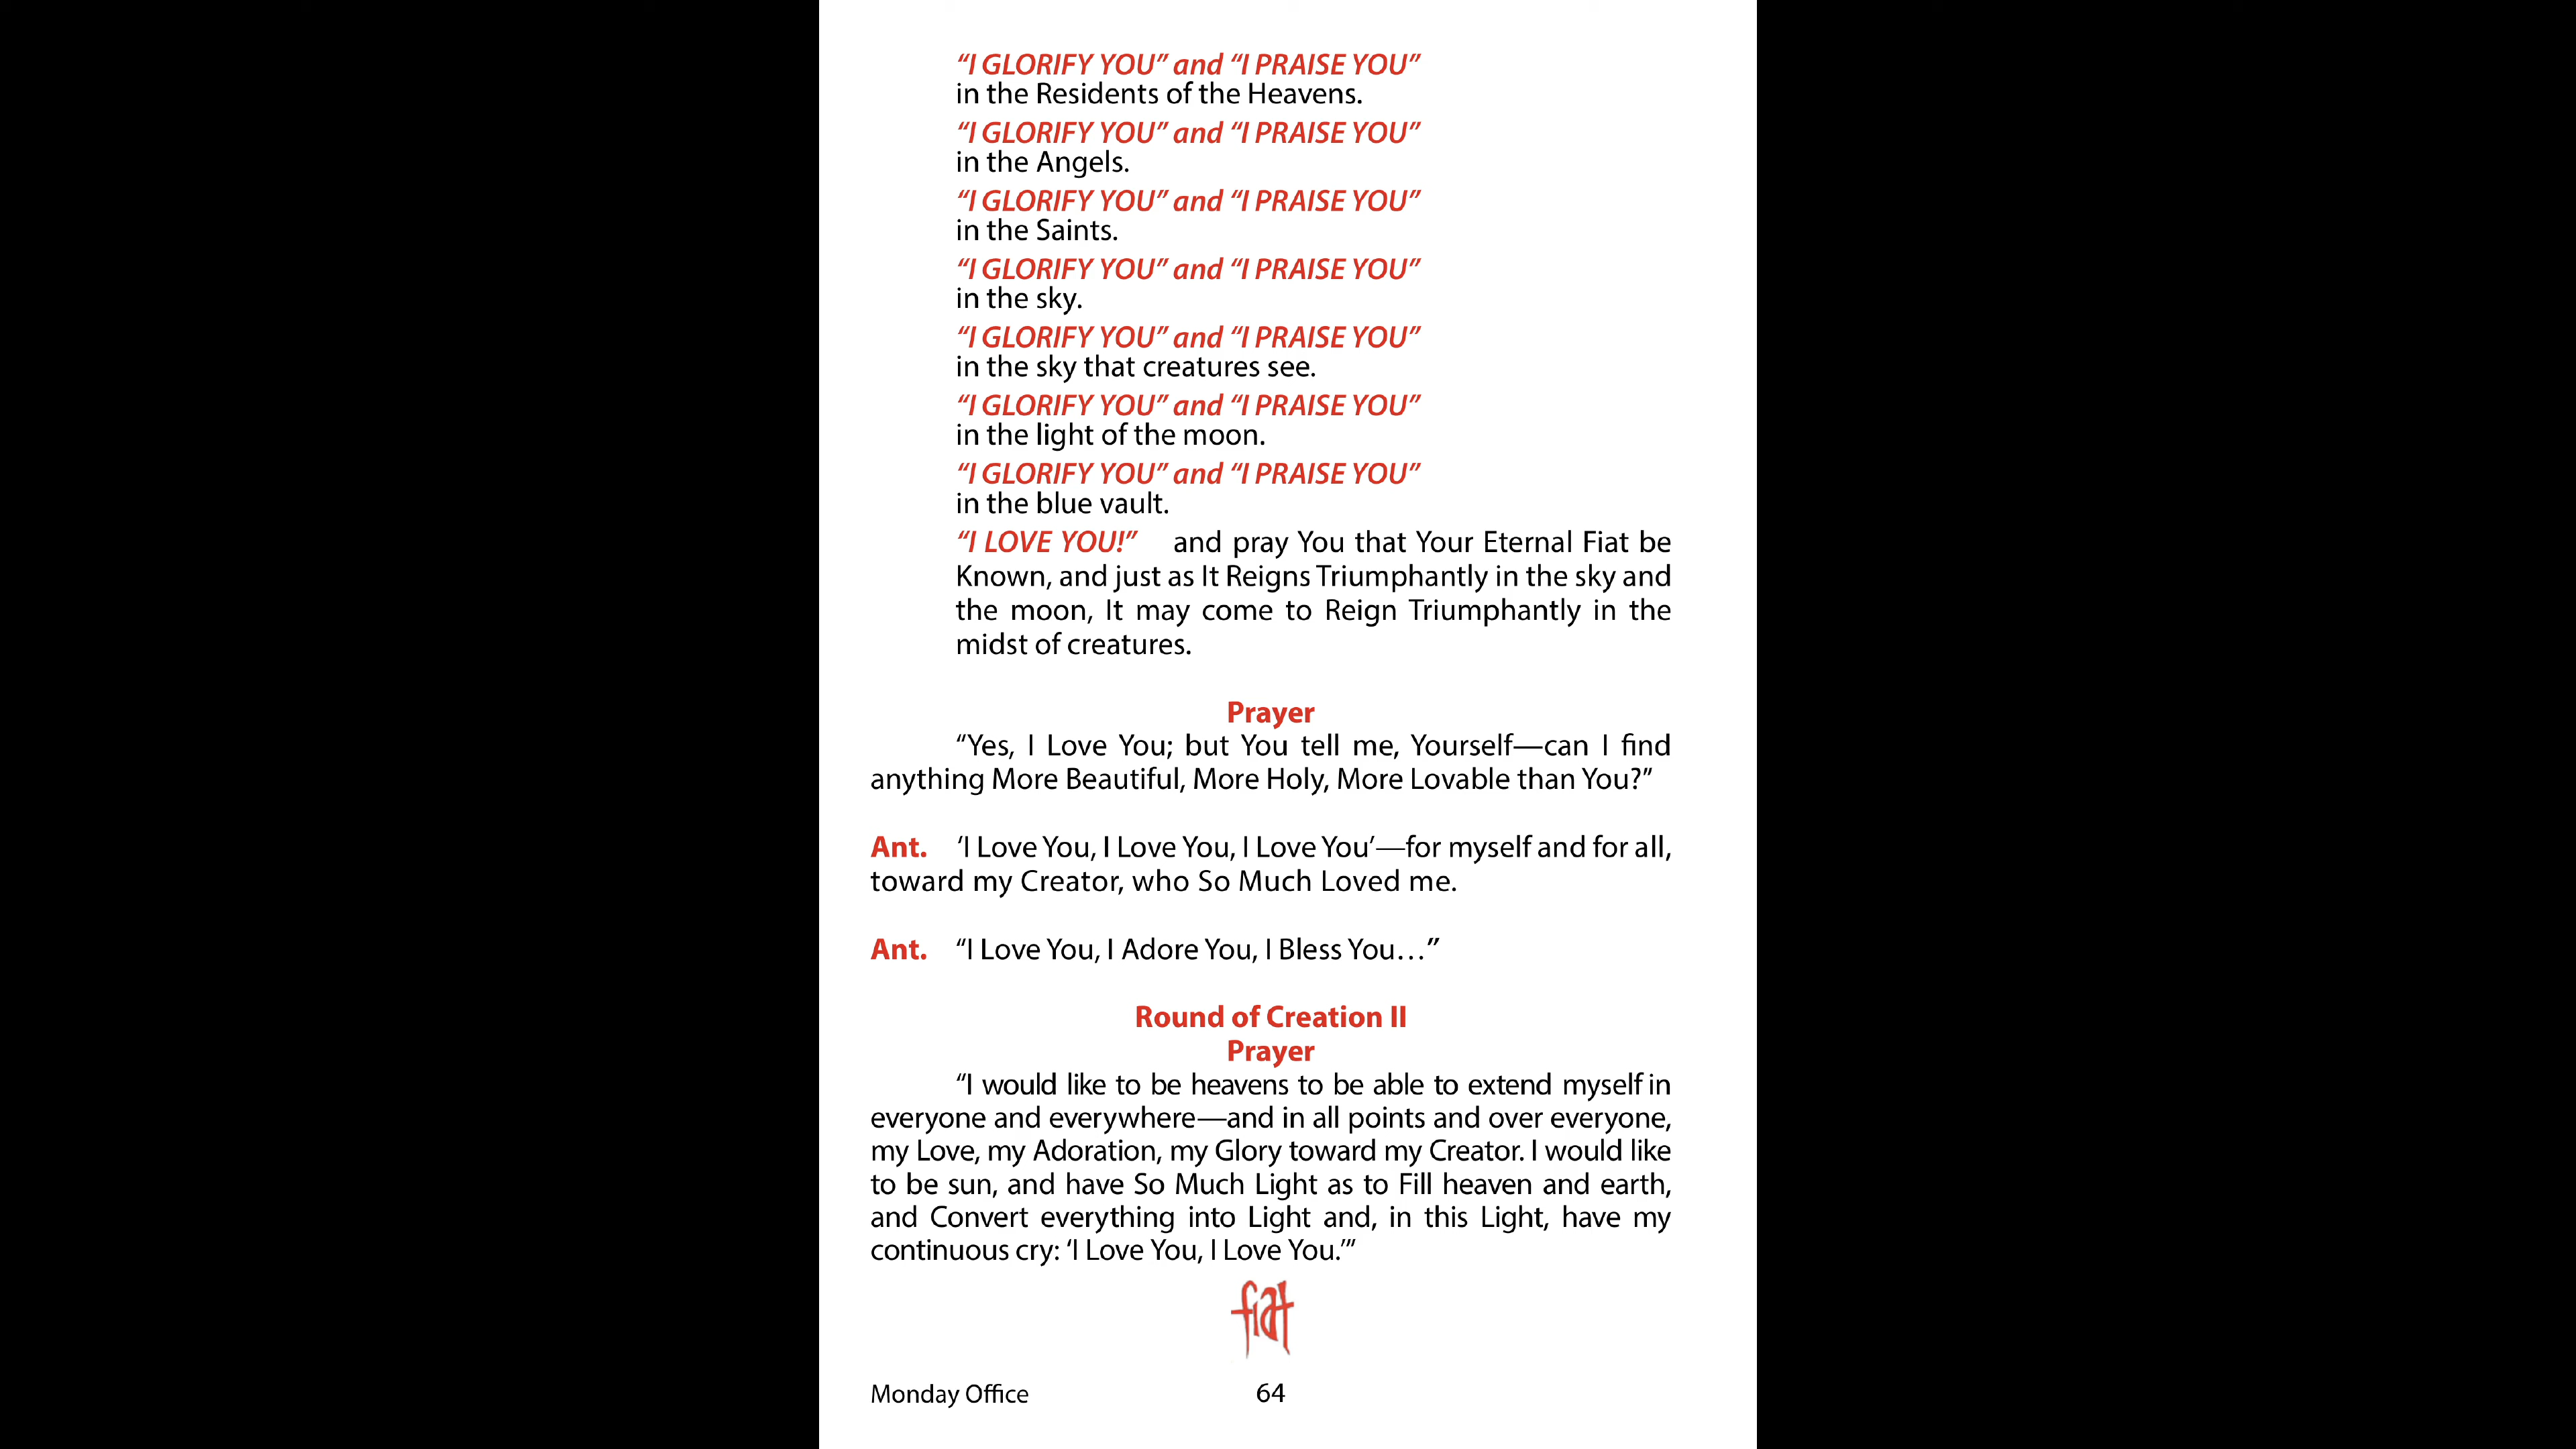 “I GLORIFY YOU” and “I PRAISE YOU”
in the Residents of the Heavens.
“I GLORIFY YOU” and “I PRAISE YOU”
in the Angels.
“I GLORIFY YOU” and “I PRAISE YOU”
in the Saints.
“I GLORIFY YOU” and “I PRAISE YOU”
in the sky.
“I GLORIFY YOU” and “I PRAISE YOU”
in the sky that creatures see.
“I GLORIFY YOU” and “I PRAISE YOU”
in the light of the moon.
“I GLORIFY YOU” and “I PRAISE YOU”
in the blue vault.
“I LOVE YOU!” and pray You that Your Eternal Fiat be
Known, and just as It Reigns Triumphantly in the sky and
the moon, It may come to Reign Triumphantly in the
midst of creatures.
Prayer
“Yes, I Love You; but You tell me, Yourself—can I find
anything More Beautiful, More Holy, More Lovable than You?”
Ant. ’I Love You, I Love You, I Love You’—for myself and for all,
toward my Creator, who So Much Loved me.
Ant. “I Love You, I Adore You, I Bless You…”
Round of Creation II
Prayer
“I would like to be heavens to be able to extend myself in
everyone and everywhere—and in all points and over everyone,
my Love, my Adoration, my Glory toward my Creator. I would like
to be sun, and have So Much Light as to Fill heaven and earth,
and Convert everything into Light and, in this Light, have my
continuous cry: ‘I Love You, I Love You.’”
fiat
Monday Office 64